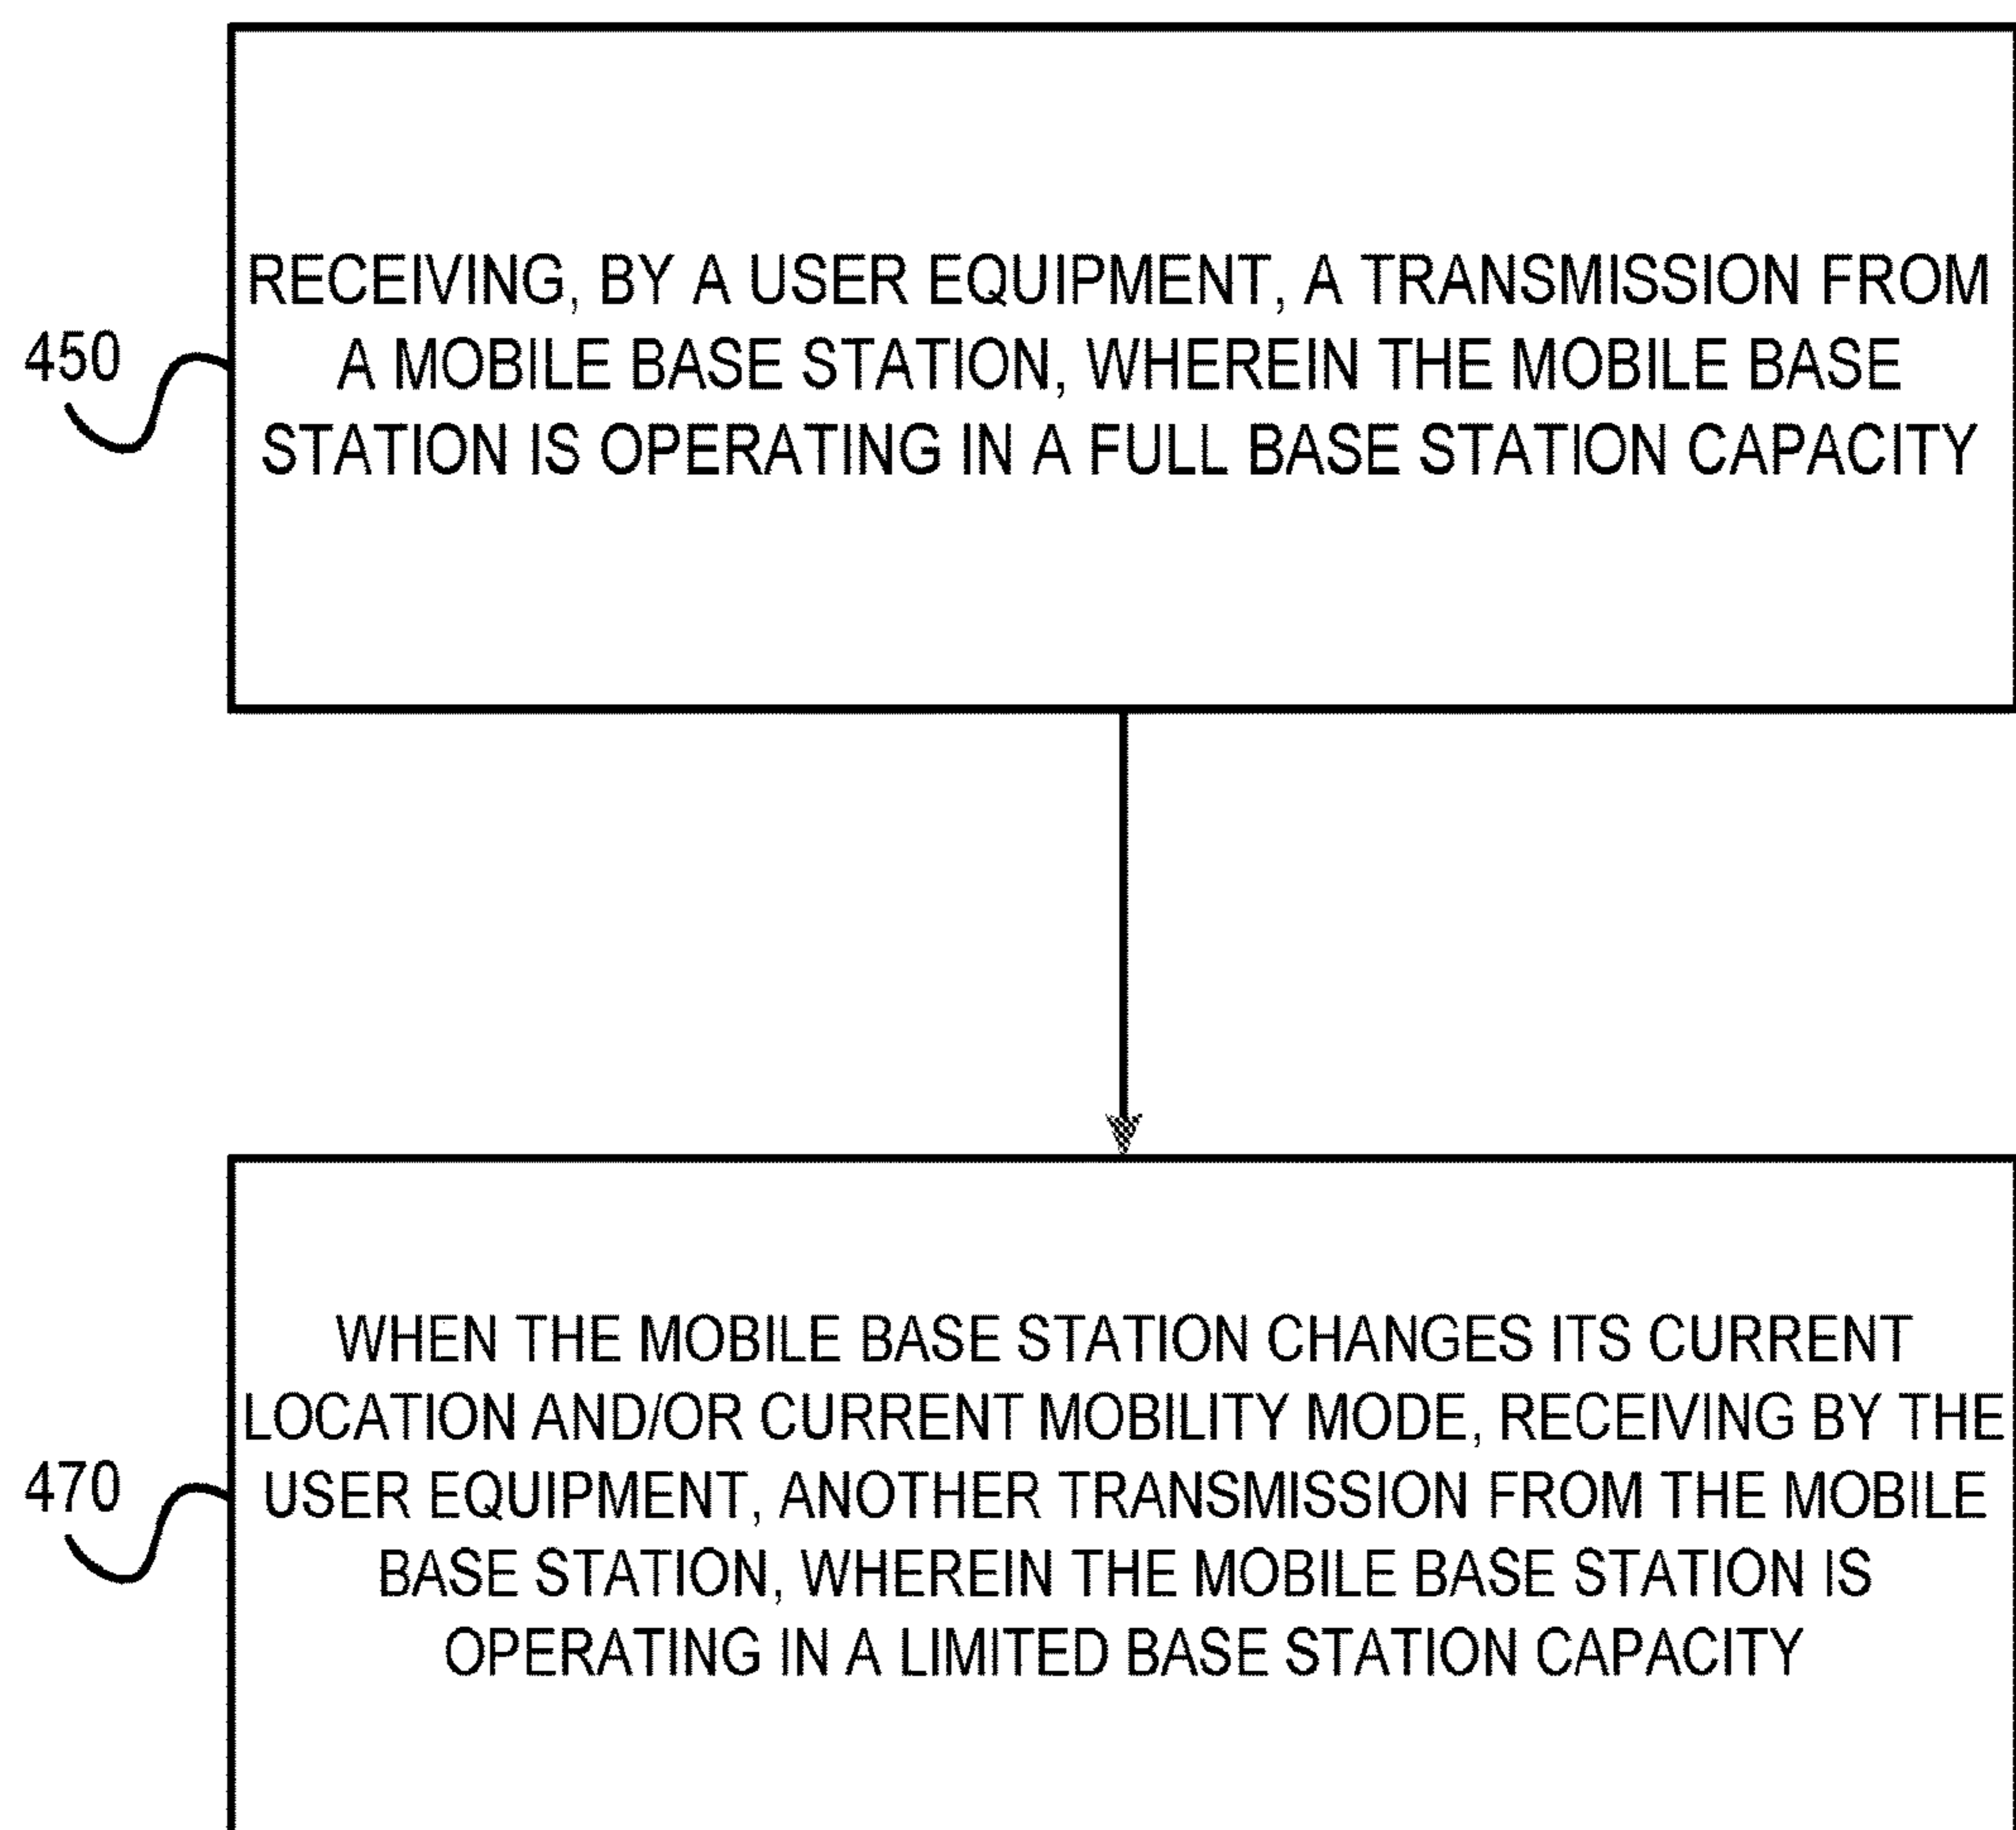 RECEIVING, BY A USER EQUIPMENT, A TRANSMISSION FROM
A MOBILE BASE STATION, WHEREIN THE MOBILE BASE
STATION IS OPERATING IN A FULL BASE STATION CAPACITY
450
WHEN THE MOBILE BASE STATION CHANGES ITS CURRENT
LOCATION AND/OR CURRENT MOBILITY MODE, RECEIVING BY THE
USER EQUIPMENT, ANOTHER TRANSMISSION FROM THE MOBILE
BASE STATION, WHEREIN THE MOBILE BASE STATION IS
OPERATING IN A LIMITED BASE STATION CAPACITY
470